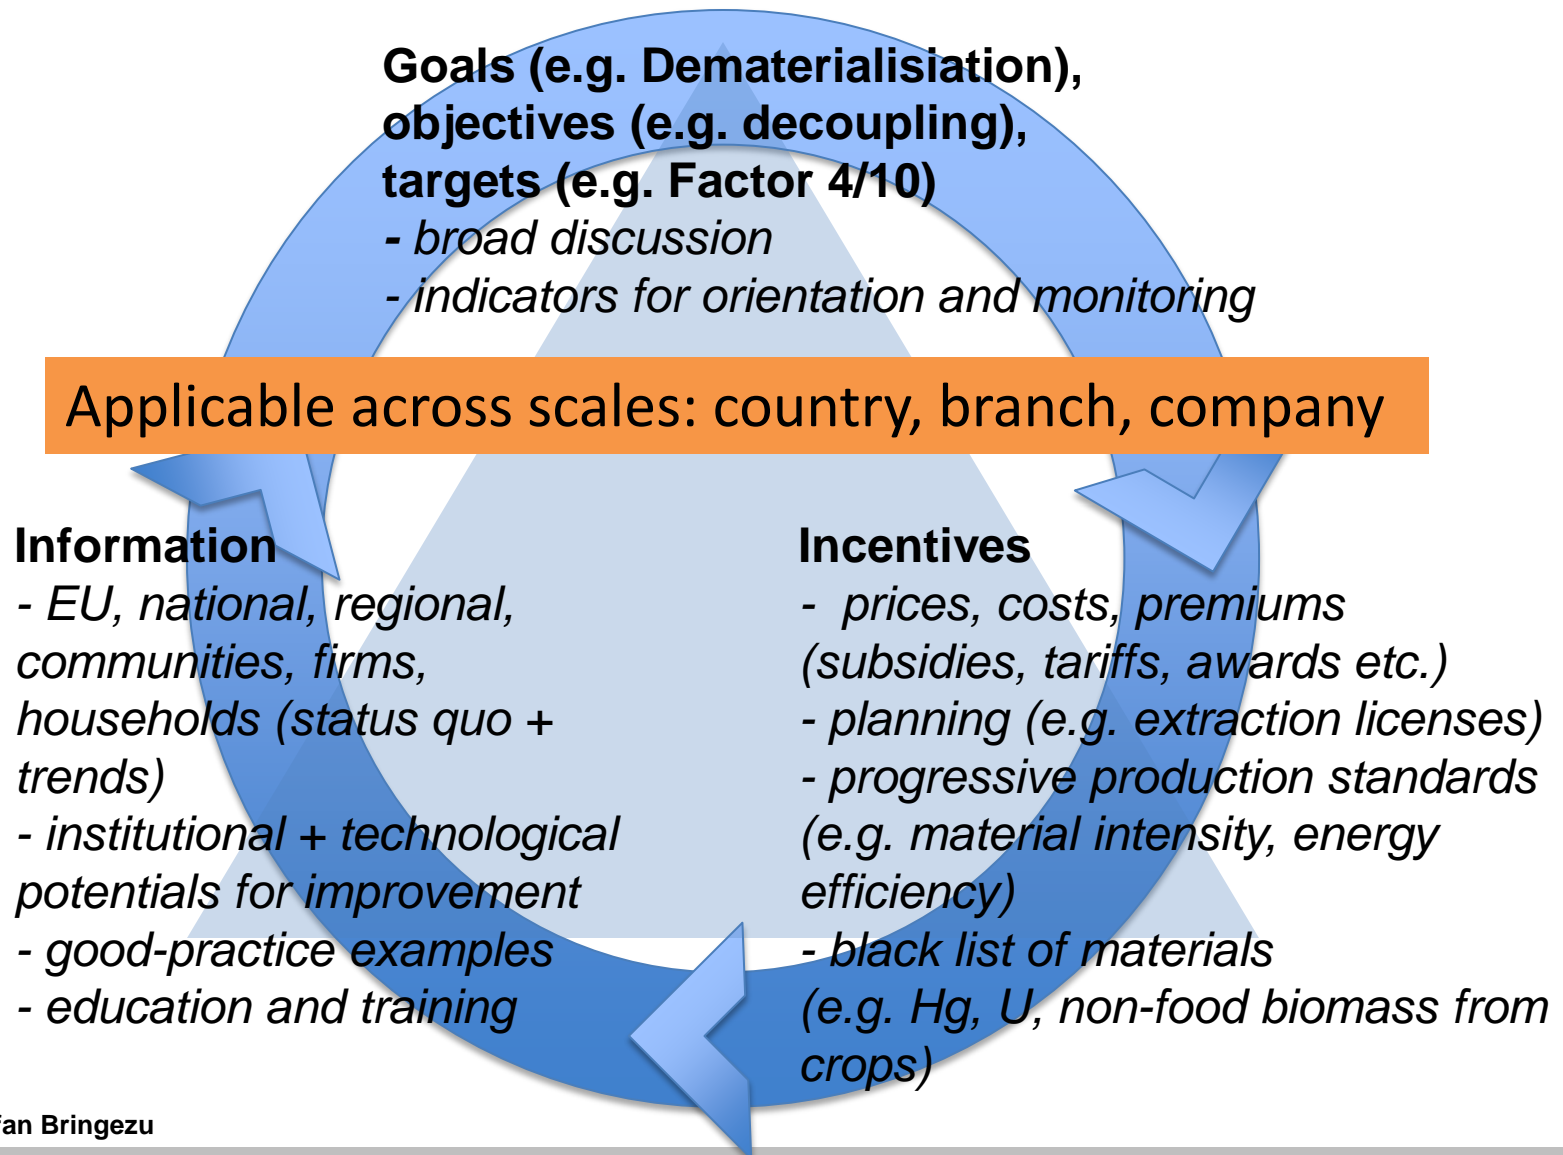 Goals (e.g. Dematerialisiation),
objectives (e.g. decoupling),
targets (e.g. Factor 4/10)
- broad discussion
- indicators for orientation and monitoring
Applicable across scales: country, branch, company
Information
- EU, national, regional,
communities, firms,
households (status quo +
trends)
- institutional + technological
potentials for improvement
- good-practice examples
- education and training
Incentives
- prices, costs, premiums
(subsidies, tariffs, awards etc.)
- planning (e.g. extraction licenses)
- progressive production standards
(e.g. material intensity, energy
efficiency)
- black list of materials
(e.g. Hg, U, non-food biomass from
crops)
fan Bringezu